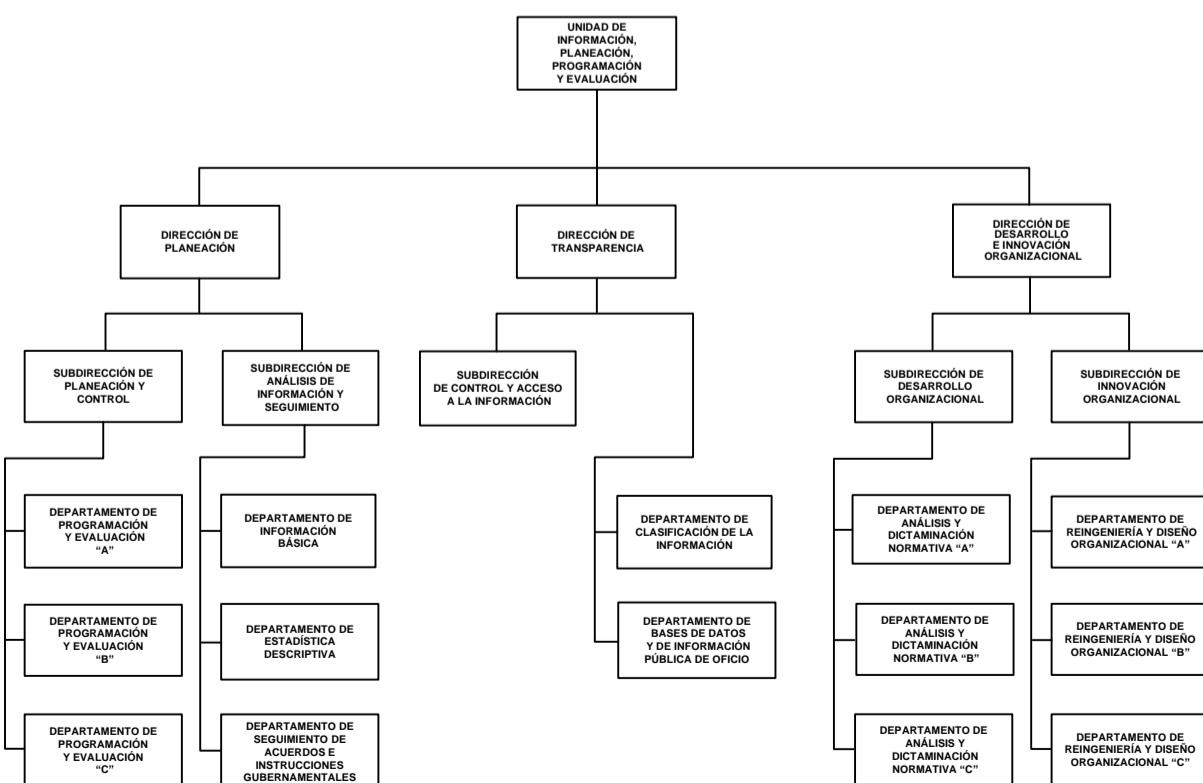 UNIDAD DE
INFORMACIÓN,
PLANEACIÓN,
PROGRAMACIÓN
Y EVALUACIÓN
DIRECCIÓN DE
PLANEACIÓN
DIRECCIÓN DE
TRANSPARENCIA
DIRECCIÓN DE
DESARROLLO
E INNOVACIÓN
ORGANIZACIONAL
SUBDIRECCIÓN DE
PLANEACIÓN Y
CONTROL
SUBDIRECCIÓN DE
ANÁLISIS DE
INFORMACIÓN Y
SEGUIMIENTO
SUBDIRECCIÓN
DE CONTROL Y ACCESO
A LA INFORMACIÓN
SUBDIRECCIÓN DE
DESARROLLO
ORGANIZACIONAL
SUBDIRECCIÓN DE
INNOVACIÓN
ORGANIZACIONAL
DEPARTAMENTO DE
PROGRAMACIÓN
Y EVALUACIÓN
“A”
DEPARTAMENTO DE
INFORMACIÓN
BÁSICA
DEPARTAMENTO DE
CLASIFICACIÓN DE LA
INFORMACIÓN
DEPARTAMENTO DE
ANÁLISIS Y
DICTAMINACIÓN
NORMATIVA “A”
DEPARTAMENTO DE
REINGENIERÍA Y DISEÑO
ORGANIZACIONAL “A”
DEPARTAMENTO DE
PROGRAMACIÓN
Y EVALUACIÓN
“B”
DEPARTAMENTO DE
ESTADÍSTICA
DESCRIPTIVA
DEPARTAMENTO DE
BASES DE DATOS
Y DE INFORMACIÓN
PÚBLICA DE OFICIO
DEPARTAMENTO DE
ANÁLISIS Y
DICTAMINACIÓN
NORMATIVA “B”
DEPARTAMENTO DE
REINGENIERÍA Y DISEÑO
ORGANIZACIONAL “B”
DEPARTAMENTO DE
PROGRAMACIÓN
Y EVALUACIÓN
“C”
DEPARTAMENTO DE
SEGUIMIENTO DE
ACUERDOS E
INSTRUCCIONES
GUBERNAMENTALES
DEPARTAMENTO DE
ANÁLISIS Y
DICTAMINACIÓN
NORMATIVA “C”
DEPARTAMENTO DE
REINGENIERÍA Y DISEÑO
ORGANIZACIONAL “C”